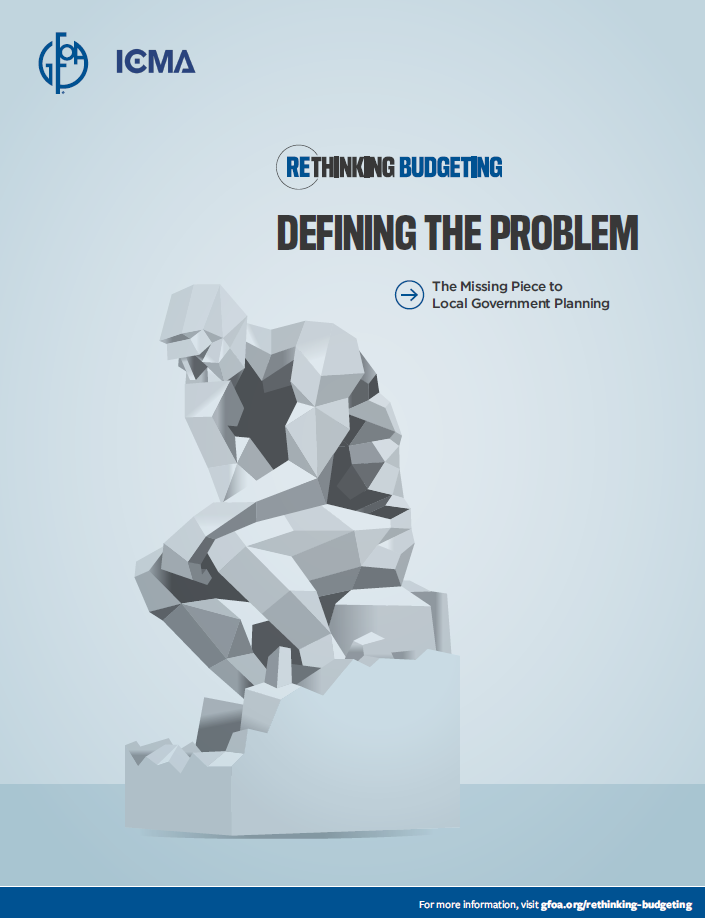 GFOA
ICMA
RETHINKING BUDGETING
DEFINING THE PROBLEM
The Missing Piece to
Local Government Planning
For more information, visit gfoa.org/rethinking-budgeting